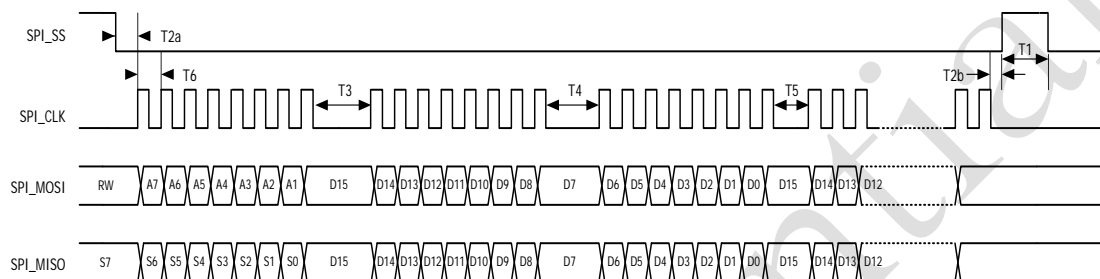 SPI_SS T2a T1
T6 T2b
SPI_CLK T3 T4 T5
SPI_MOSI RW A7 A6 A5 A4 A3 A2 A1 D15 D14 D13 D12 D11 D10 D9 D8 D7 D6 D5 D4 D3 D2 D1 D0 D15 D14 D13 D12
SPI_MISO S7 S6 S5 S4 S3 S2 S1 S0 D15 D14 D13 D12 D11 D10 D9 D8 D7 D6 D5 D4 D3 D2 D1 D0 D15 D14 D13 D12